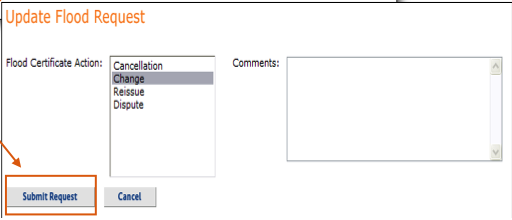 Update Flood Request
Flood Certificate Action:
Cancellation
Change
Reissue
Dispute
Comments:
Submit Request
Cancel